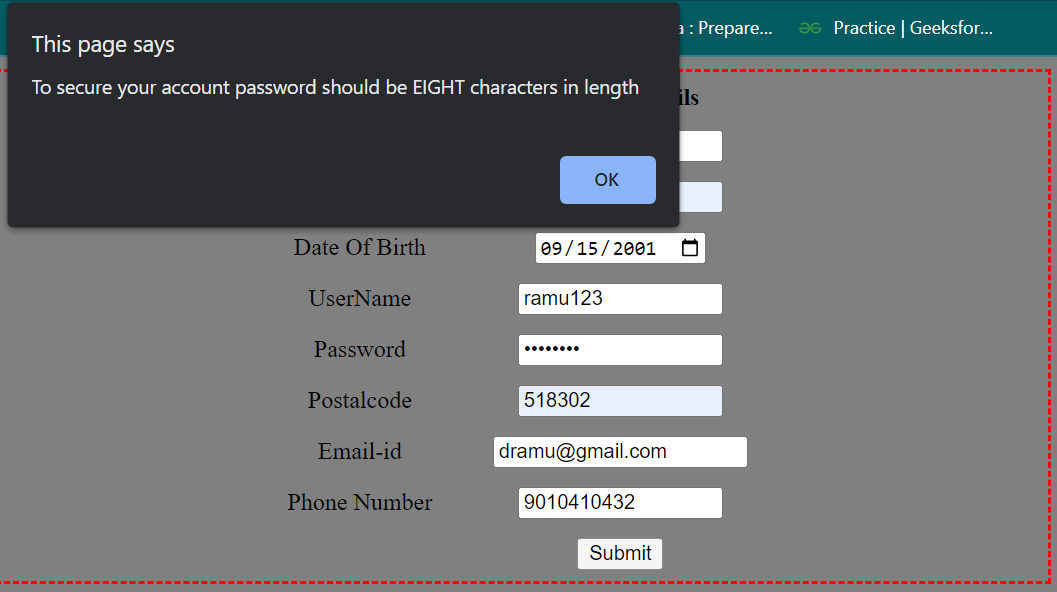 This page says
To secure your account password should be EIGHT characters in length
OK
: Prepare...
Practice | Geeksfor...
Date Of Birth
09/15/2001
UserName
ramu123
Password
••••••••
Postalcode
518302
Email-id
dramu@gmail.com
Phone Number
9010410432
Submit